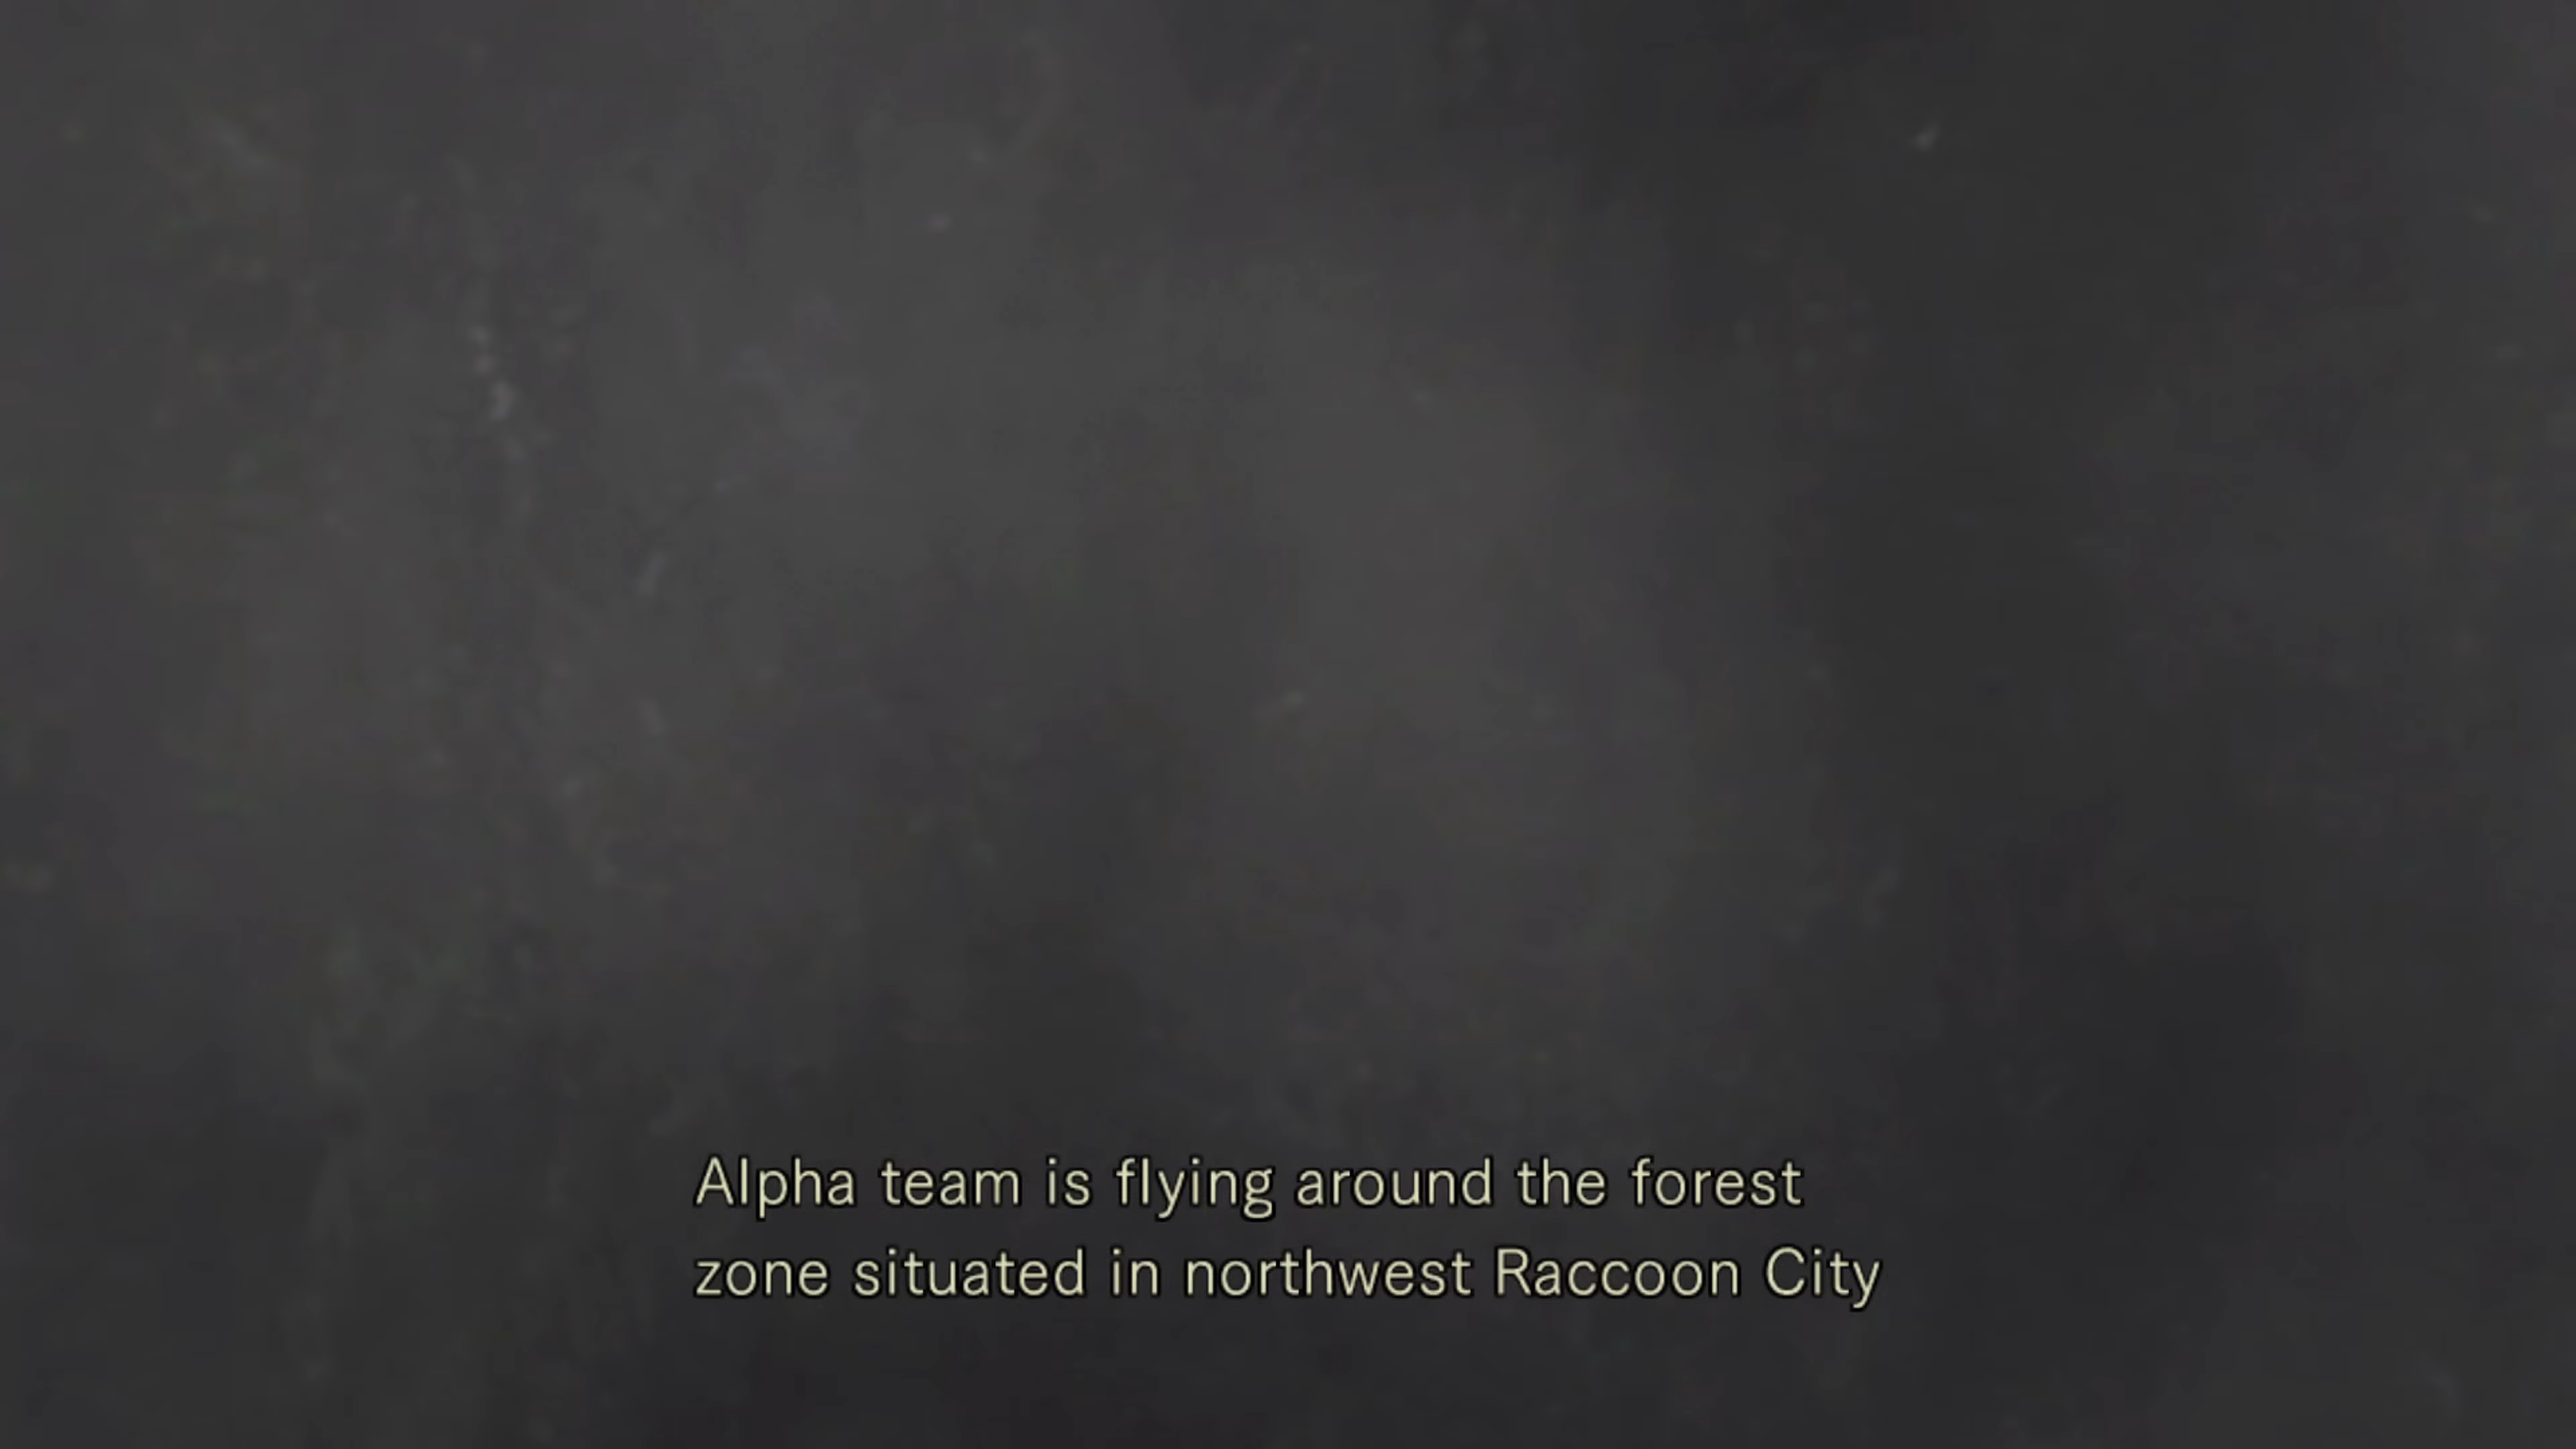 Alpha team is flying around the forest
zone situated in northwest Raccoon City